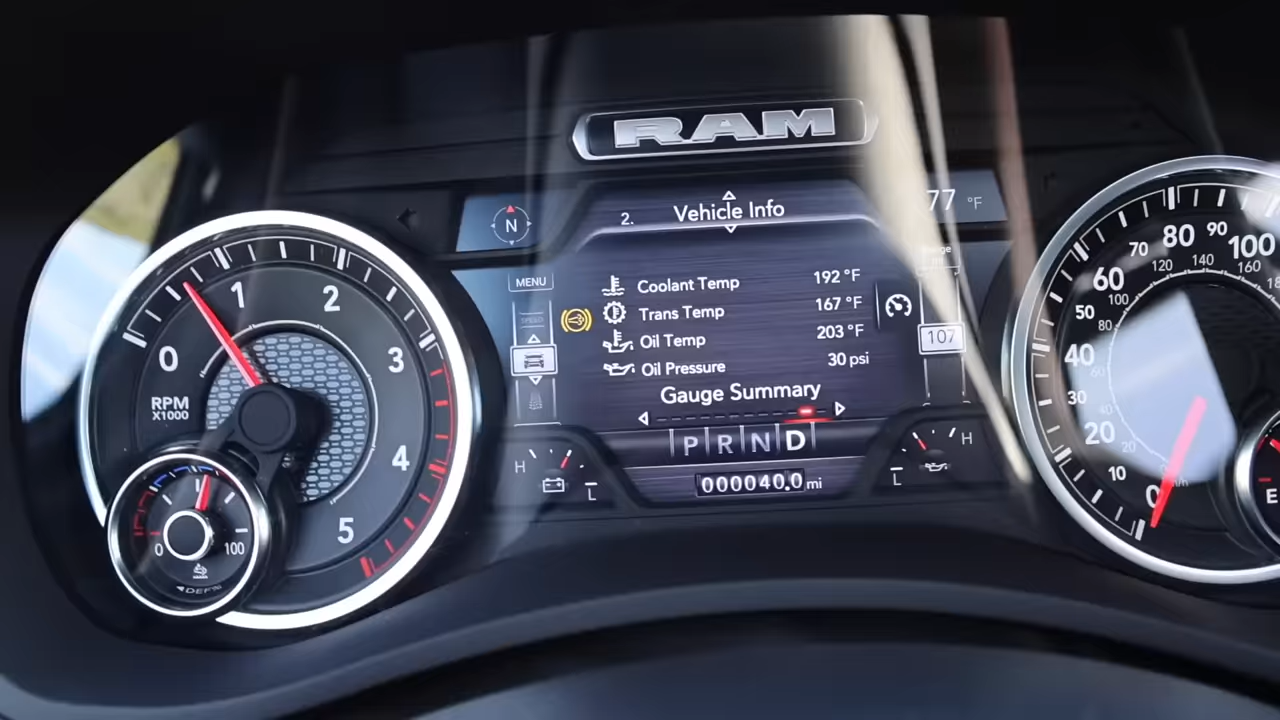 RAM
77 °F
N
2. Vehicle Info
MENU
Coolant Temp 192 °F
Trans Temp 167 °F
Oil Temp 203 °F
Oil Pressure 30 psi
Gauge Summary
107
P R N D
000040.0 mi
H L
L H
0 1 2 3 4 5
RPM
X1000
0 100
DEF
0 10 20 30 40 50 60 70 80 90 100
20 40 60 80 100 120 140 160
E